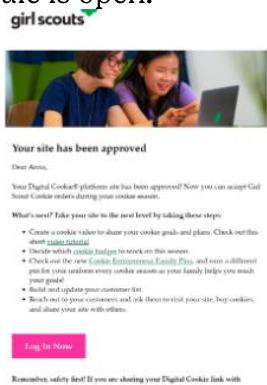 ale is open.
girl scouts
Your site has been approved
Dear Anna,
Your Digital Cookie® platform site has been approved! Now you can accept Girl
Scout Cookie orders during your cookie season.
What's next? Take your site to the next level by taking these steps:
• Create a cookie video to share your cookie goals and plans. Check out this
short video tutorial
• Decide which cookie badges to work on this season.
• Check out the new Cookie Entrepreneur Family Pins, and earn a different
pin for your uniform every cookie season as your family helps you reach
your goals!
• Build and update your customer list.
• Reach out to your customers and ask them to visit your site, buy cookies,
and share your site with others.
Log In Now
Remember, safety first! If you are sharing your Digital Cookie link with